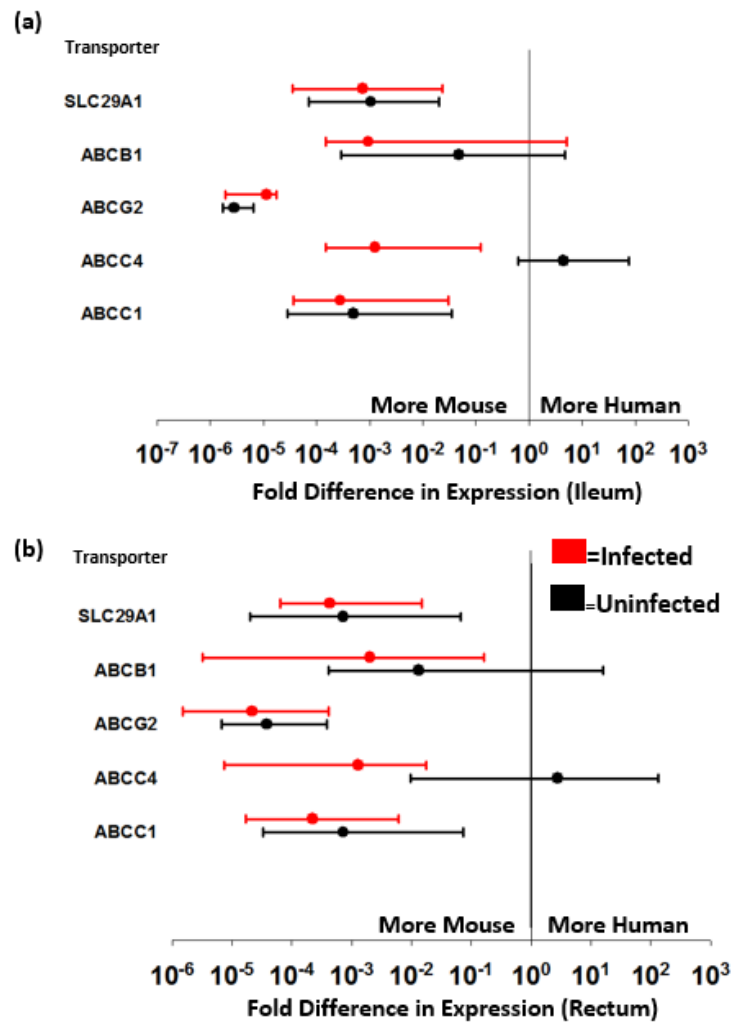 (a)
Transporter
SLC29A1
ABCB1
ABCG2
ABCC4
ABCC1
More Mouse More Human
10⁻⁷ 10⁻⁶ 10⁻⁵ 10⁻⁴ 10⁻³ 10⁻² 10⁻¹ 10⁰ 10¹ 10² 10³
Fold Difference in Expression (Ileum)
(b)
Transporter
=Infected
=Uninfected
SLC29A1
ABCB1
ABCG2
ABCC4
ABCC1
More Mouse More Human
10⁻⁶ 10⁻⁵ 10⁻⁴ 10⁻³ 10⁻² 10⁻¹ 10⁰ 10¹ 10² 10³
Fold Difference in Expression (Rectum)